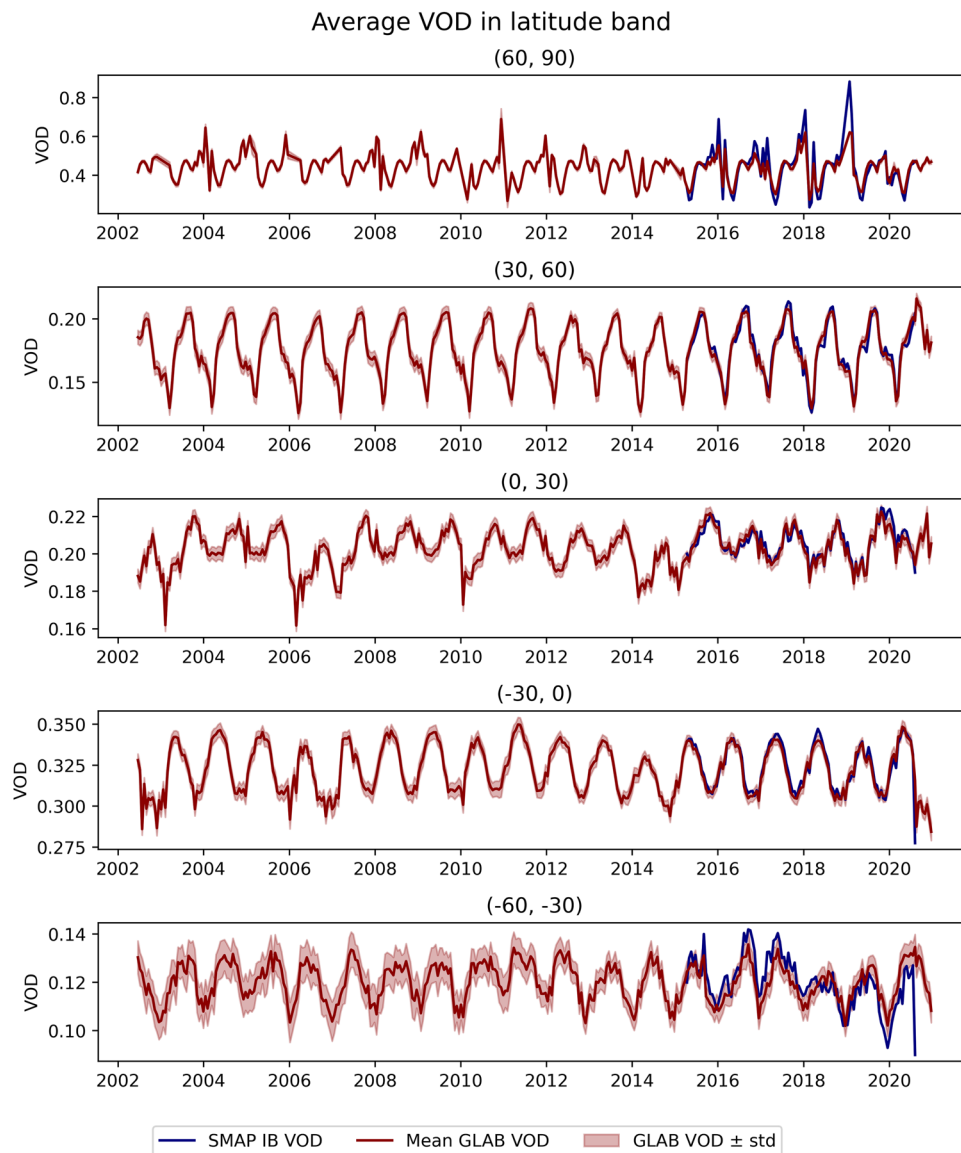 Average VOD in latitude band
(60, 90)
0.8
0.6
0.4
VOD
2002 2004 2006 2008 2010 2012 2014 2016 2018 2020
(30, 60)
0.20
0.15
VOD
2002 2004 2006 2008 2010 2012 2014 2016 2018 2020
(0, 30)
0.22
0.20
0.18
0.16
VOD
2002 2004 2006 2008 2010 2012 2014 2016 2018 2020
(-30, 0)
0.350
0.325
0.300
0.275
VOD
2002 2004 2006 2008 2010 2012 2014 2016 2018 2020
(-60, -30)
0.14
0.12
0.10
VOD
2002 2004 2006 2008 2010 2012 2014 2016 2018 2020
SMAP IB VOD Mean GLAB VOD GLAB VOD ± std